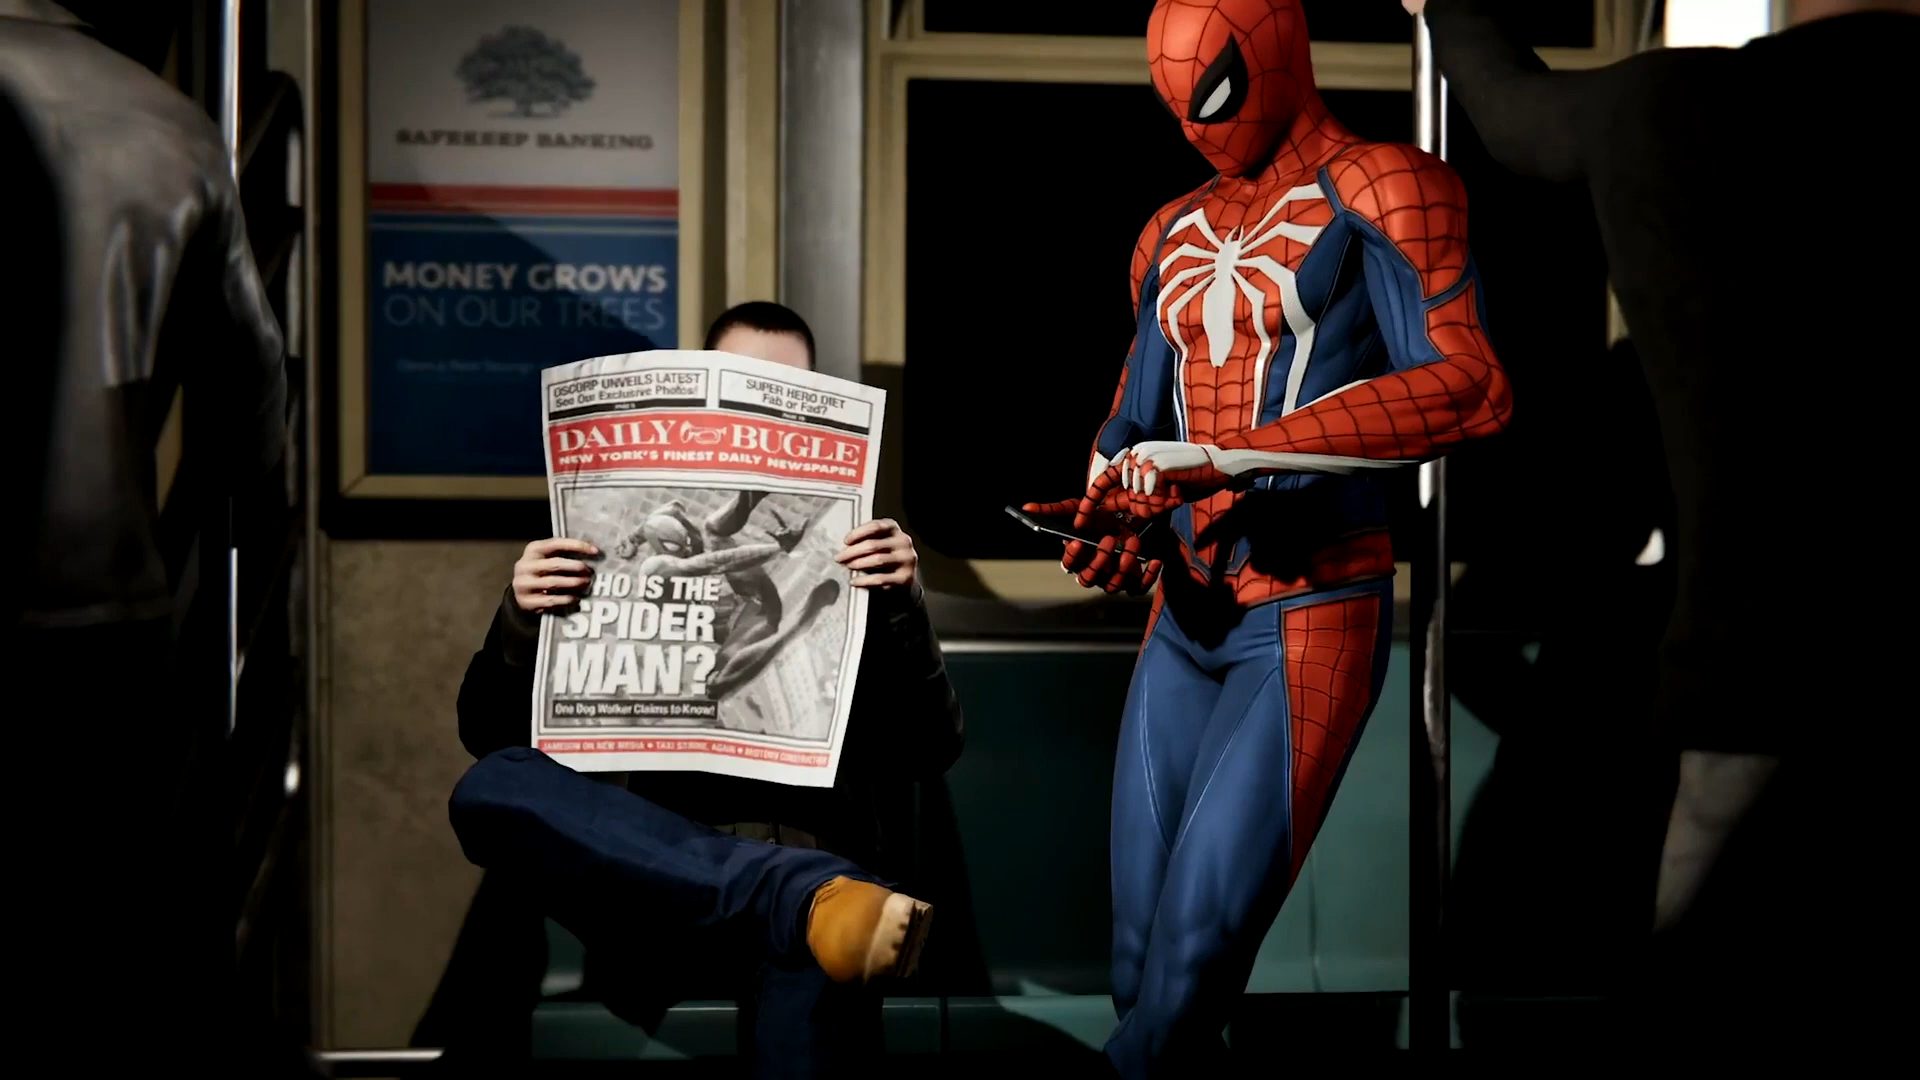 SAFEKEEP BANKING
MONEY GROWS
ON OUR TREES
OSCORP UNVEILS LATEST
See Our Exclusive Photos!
SUPER HERO DIET
Fab or Fad?
DAILY BUGLE
NEW YORK'S FINEST DAILY NEWSPAPER
HO IS THE
SPIDER
MAN?
One Dog Walker Claims to Know!
JAMESON ON NEW MEDIA • TAXI STRIKE, AGAIN •